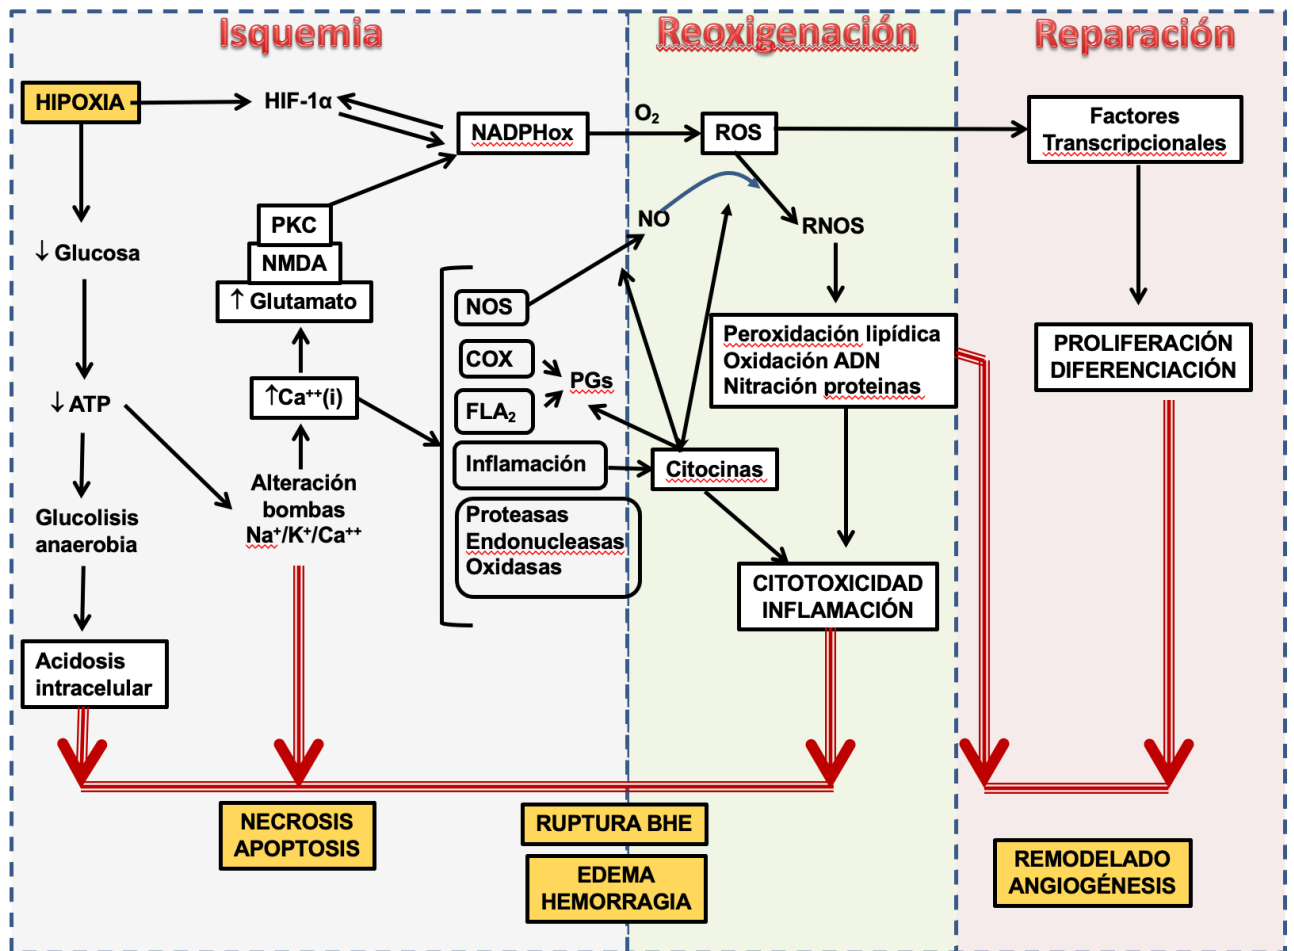 Isquemia
Reoxigenación
Reparación
HIPOXIA
HIF-1α
NADPHox
O₂
ROS
Factores
Transcripcionales
PKC
NMDA
↑ Glutamato
↓ Glucosa
NO
RNOS
NOS
COX
FLA₂
PGs
Inflamación
Citocinas
Proteasas
Endonucleasas
Oxidasas
Peroxidación lipídica
Oxidación ADN
Nitración proteinas
PROLIFERACIÓN
DIFERENCIACIÓN
↑Ca⁺⁺(i)
↓ ATP
Alteración
bombas
Na⁺/K⁺/Ca⁺⁺
Glucolisis
anaerobia
CITOTOXICIDAD
INFLAMACIÓN
Acidosis
intracelular
NECROSIS
APOPTOSIS
RUPTURA BHE
EDEMA
HEMORRAGIA
REMODELADO
ANGIOGÉNESIS